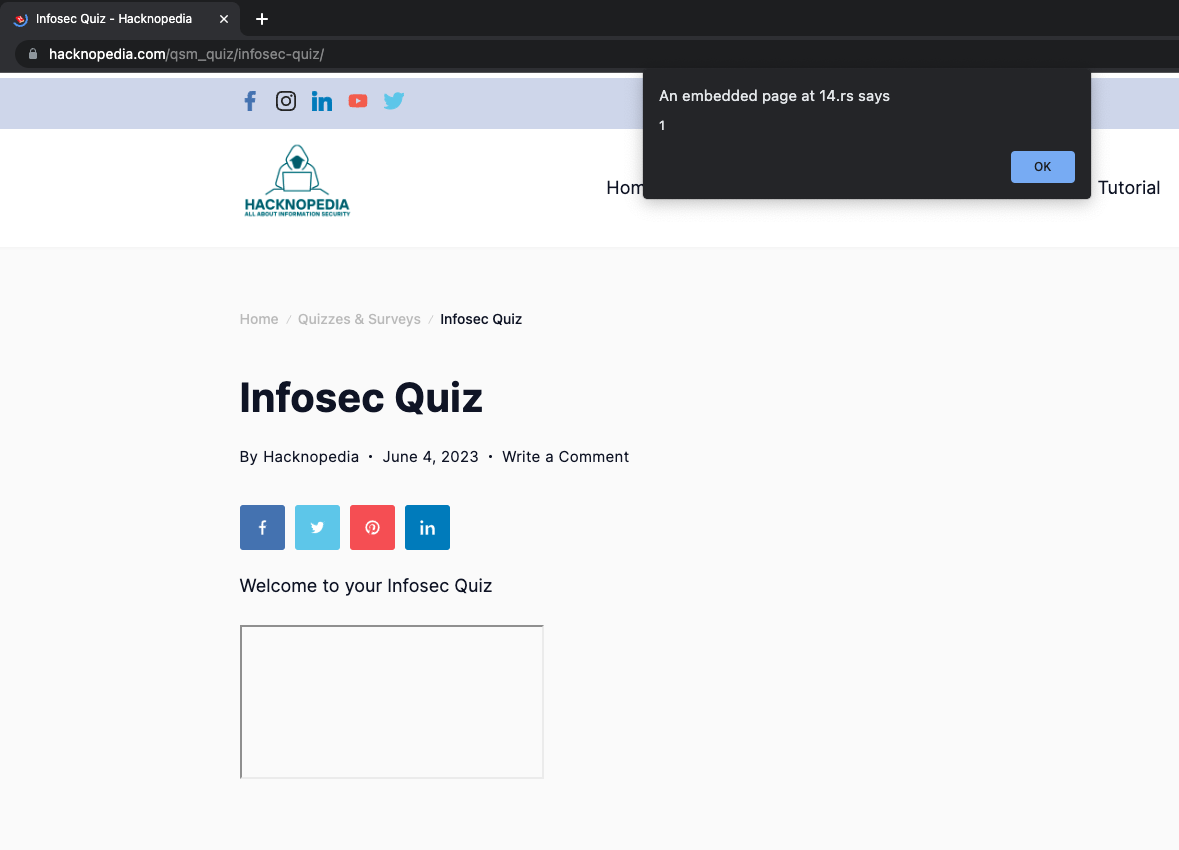 Infosec Quiz - Hacknopedia
hacknopedia.com/qsm_quiz/infosec-quiz/
An embedded page at 14.rs says
1
OK
HACKNOPEDIA
ALL ABOUT INFORMATION SECURITY
Hom
Tutorial
Home / Quizzes & Surveys / Infosec Quiz
Infosec Quiz
By Hacknopedia • June 4, 2023 • Write a Comment
Welcome to your Infosec Quiz